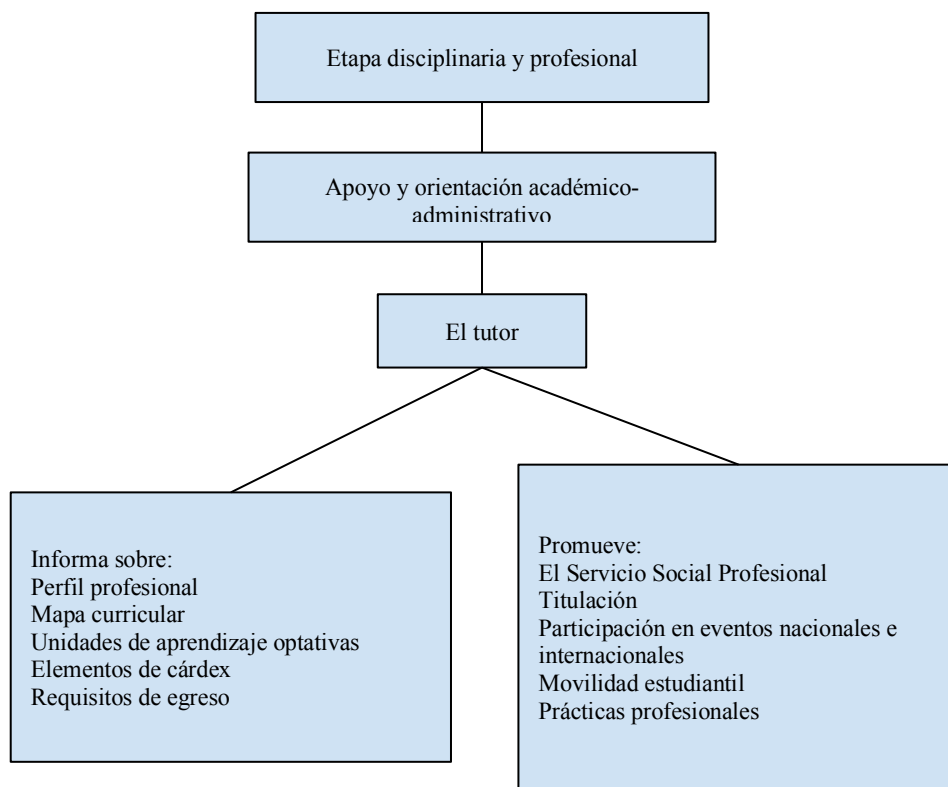 Etapa disciplinaria y profesional
Apoyo y orientación académico-
administrativo
El tutor
Informa sobre:
Perfil profesional
Mapa curricular
Unidades de aprendizaje optativas
Elementos de cárdex
Requisitos de egreso
Promueve:
El Servicio Social Profesional
Titulación
Participación en eventos nacionales e
internacionales
Movilidad estudiantil
Prácticas profesionales